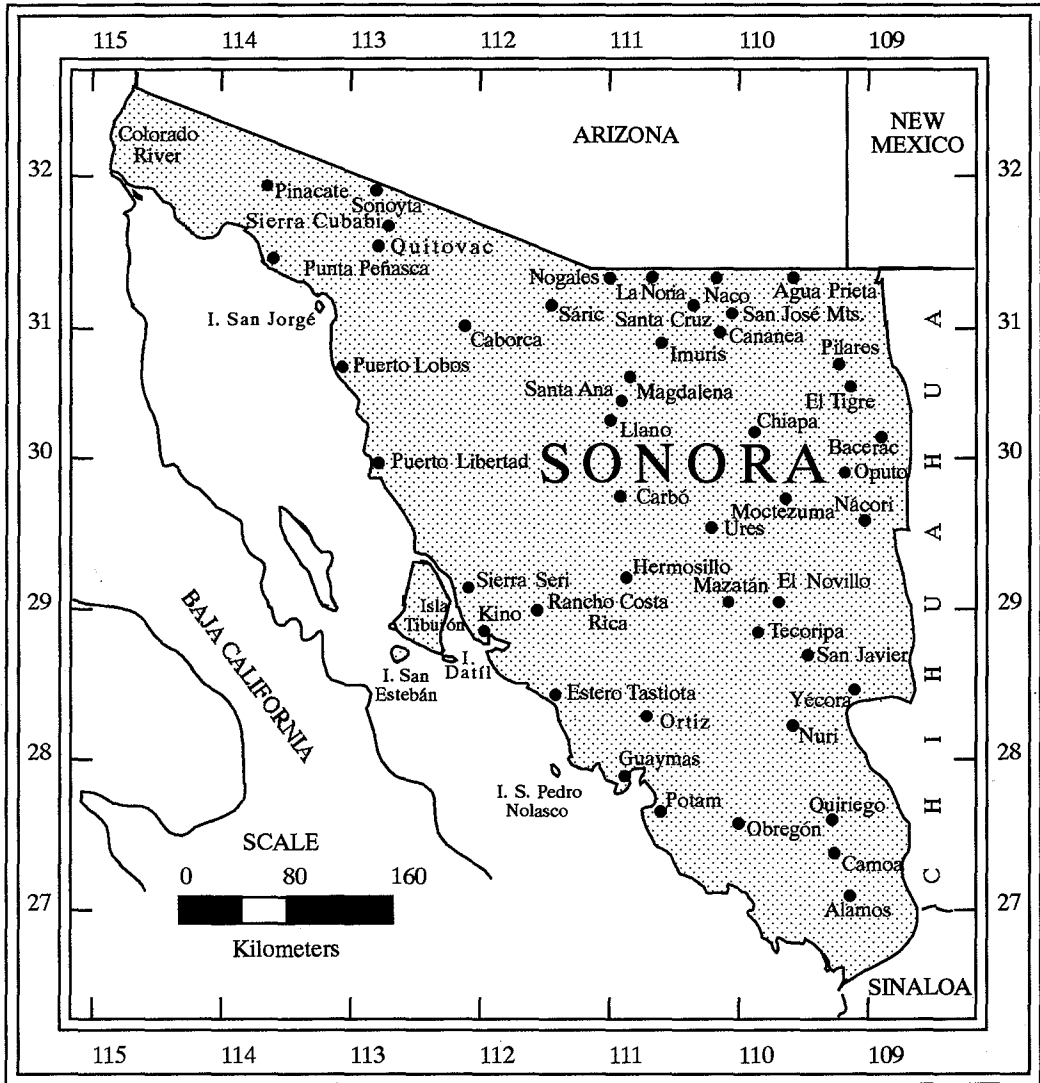 115 114 113 112 111 110 109
ARIZONA
NEW
MEXICO
Colorado
River
32
32
Pinacate
Sonoyta
Sierra Cubabi
Quitovac
Punta Peñasca
Nogales
La Noria
Naco
Agua Prieta
I. San Jorgé
Sáric
Santa Cruz
San José Mts.
31
31
Caborca
Cananea
Imuris
Pilares
Puerto Lobos
Santa Ana
Magdalena
El Tigre
Llano
Chiapa
Bacerac
30
30
Puerto Libertad
SONORA
Oputo
Carbó
Moctezuma
Nácori
Ures
Hermosillo
Sierra Seri
Mazatán
El Novillo
29
29
Isla
Tiburón
Kino
Rancho Costa
Rica
Tecoripa
San Javier
I.
Datíl
I. San
Estebán
BAJA CALIFORNIA
Estero Tastiota
Yécora
Ortiz
Nuri
28
28
Guaymas
I. S. Pedro
Nolasco
Potam
Obregón
Quiriego
Camoa
Alamos
CHIHUAHUA
27
27
SCALE
0 80 160
Kilometers
SINALOA
115 114 113 112 111 110 109